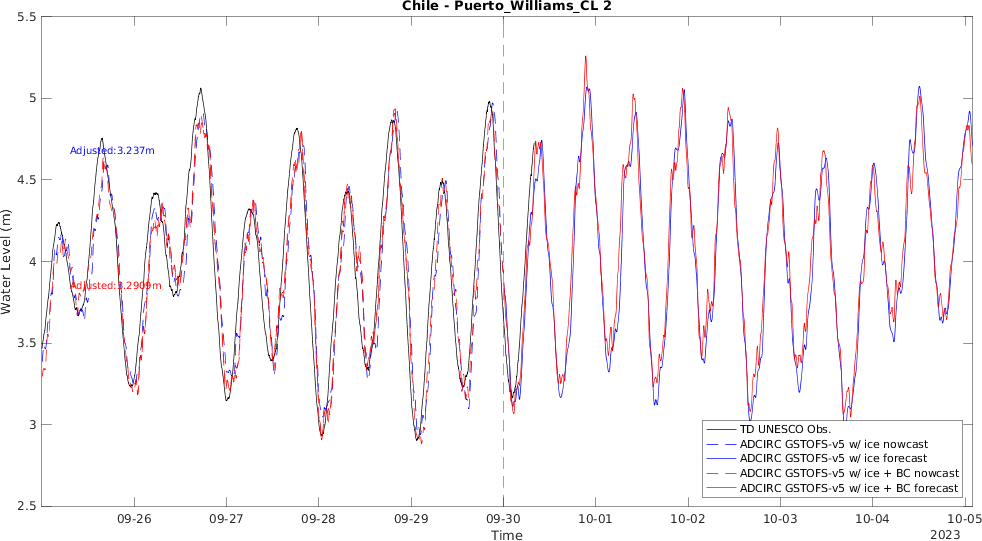 Chile - Puerto_Williams_CL 2
5.5
5
4.5
4
3.5
3
2.5
Water Level (m)
Adjusted:3.237m
Adjusted:3.2909m
TD UNESCO Obs.
ADCIRC GSTOFS-v5 w/ ice nowcast
ADCIRC GSTOFS-v5 w/ ice forecast
ADCIRC GSTOFS-v5 w/ ice + BC nowcast
ADCIRC GSTOFS-v5 w/ ice + BC forecast
09-26 09-27 09-28 09-29 09-30 10-01 10-02 10-03 10-04 10-05
Time
2023